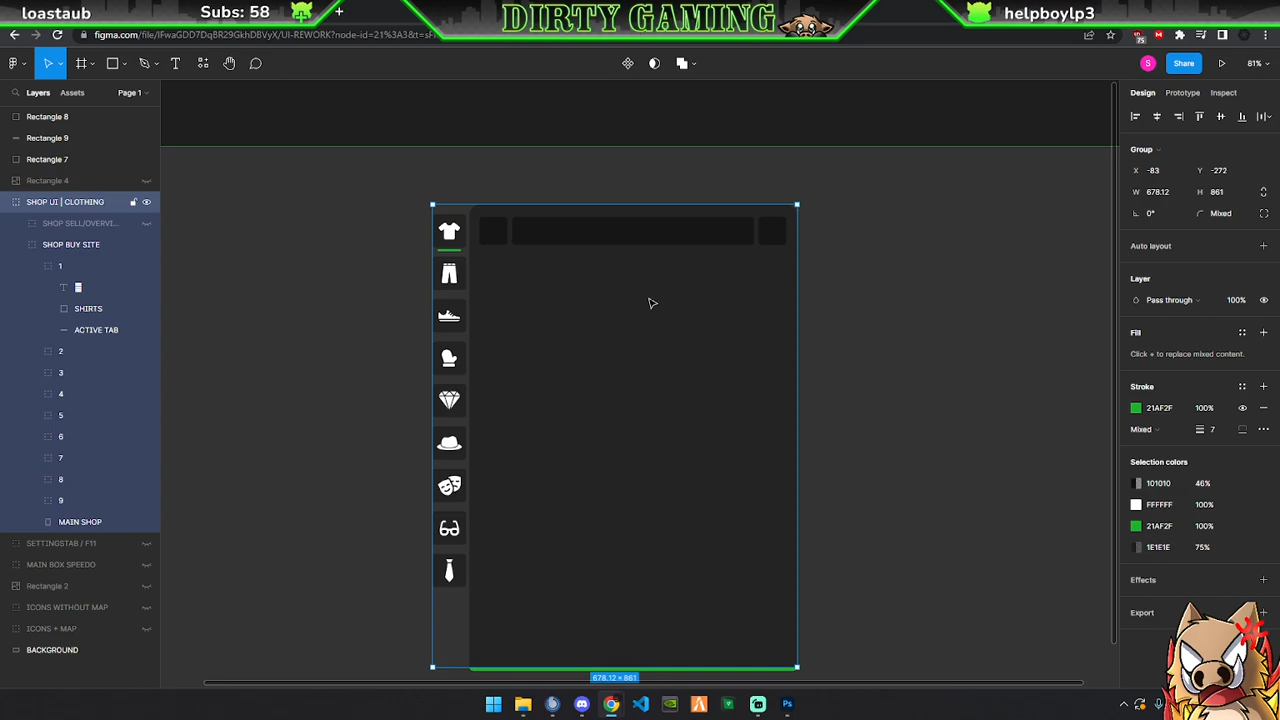 loastaub
Subs: 58
+
DIRTY GAMING
helpboylp3
figma.com/file/
UI-REWORK?node-id=21%3A3&t=sF
75
S
Share
81%
Layers
Assets
Page 1
Design
Prototype
Inspect
Rectangle 8
Rectangle 9
Rectangle 7
Rectangle 4
SHOP UI | CLOTHING
SHOP SELL/OVERVI...
SHOP BUY SITE
1
SHIRTS
ACTIVE TAB
2
3
4
5
6
7
8
9
MAIN SHOP
SETTINGSTAB / F11
MAIN BOX SPEEDO
Rectangle 2
ICONS WITHOUT MAP
ICONS + MAP
BACKGROUND
678.12 × 861
Group
X -83 Y -272
W 678.12 H 861
0° Mixed
Auto layout
Layer
Pass through 100%
Fill
Click + to replace mixed content.
Stroke
21AF2F 100%
Mixed 7
Selection colors
101010 46%
FFFFFF 100%
21AF2F 100%
1E1E1E 75%
Effects
Export